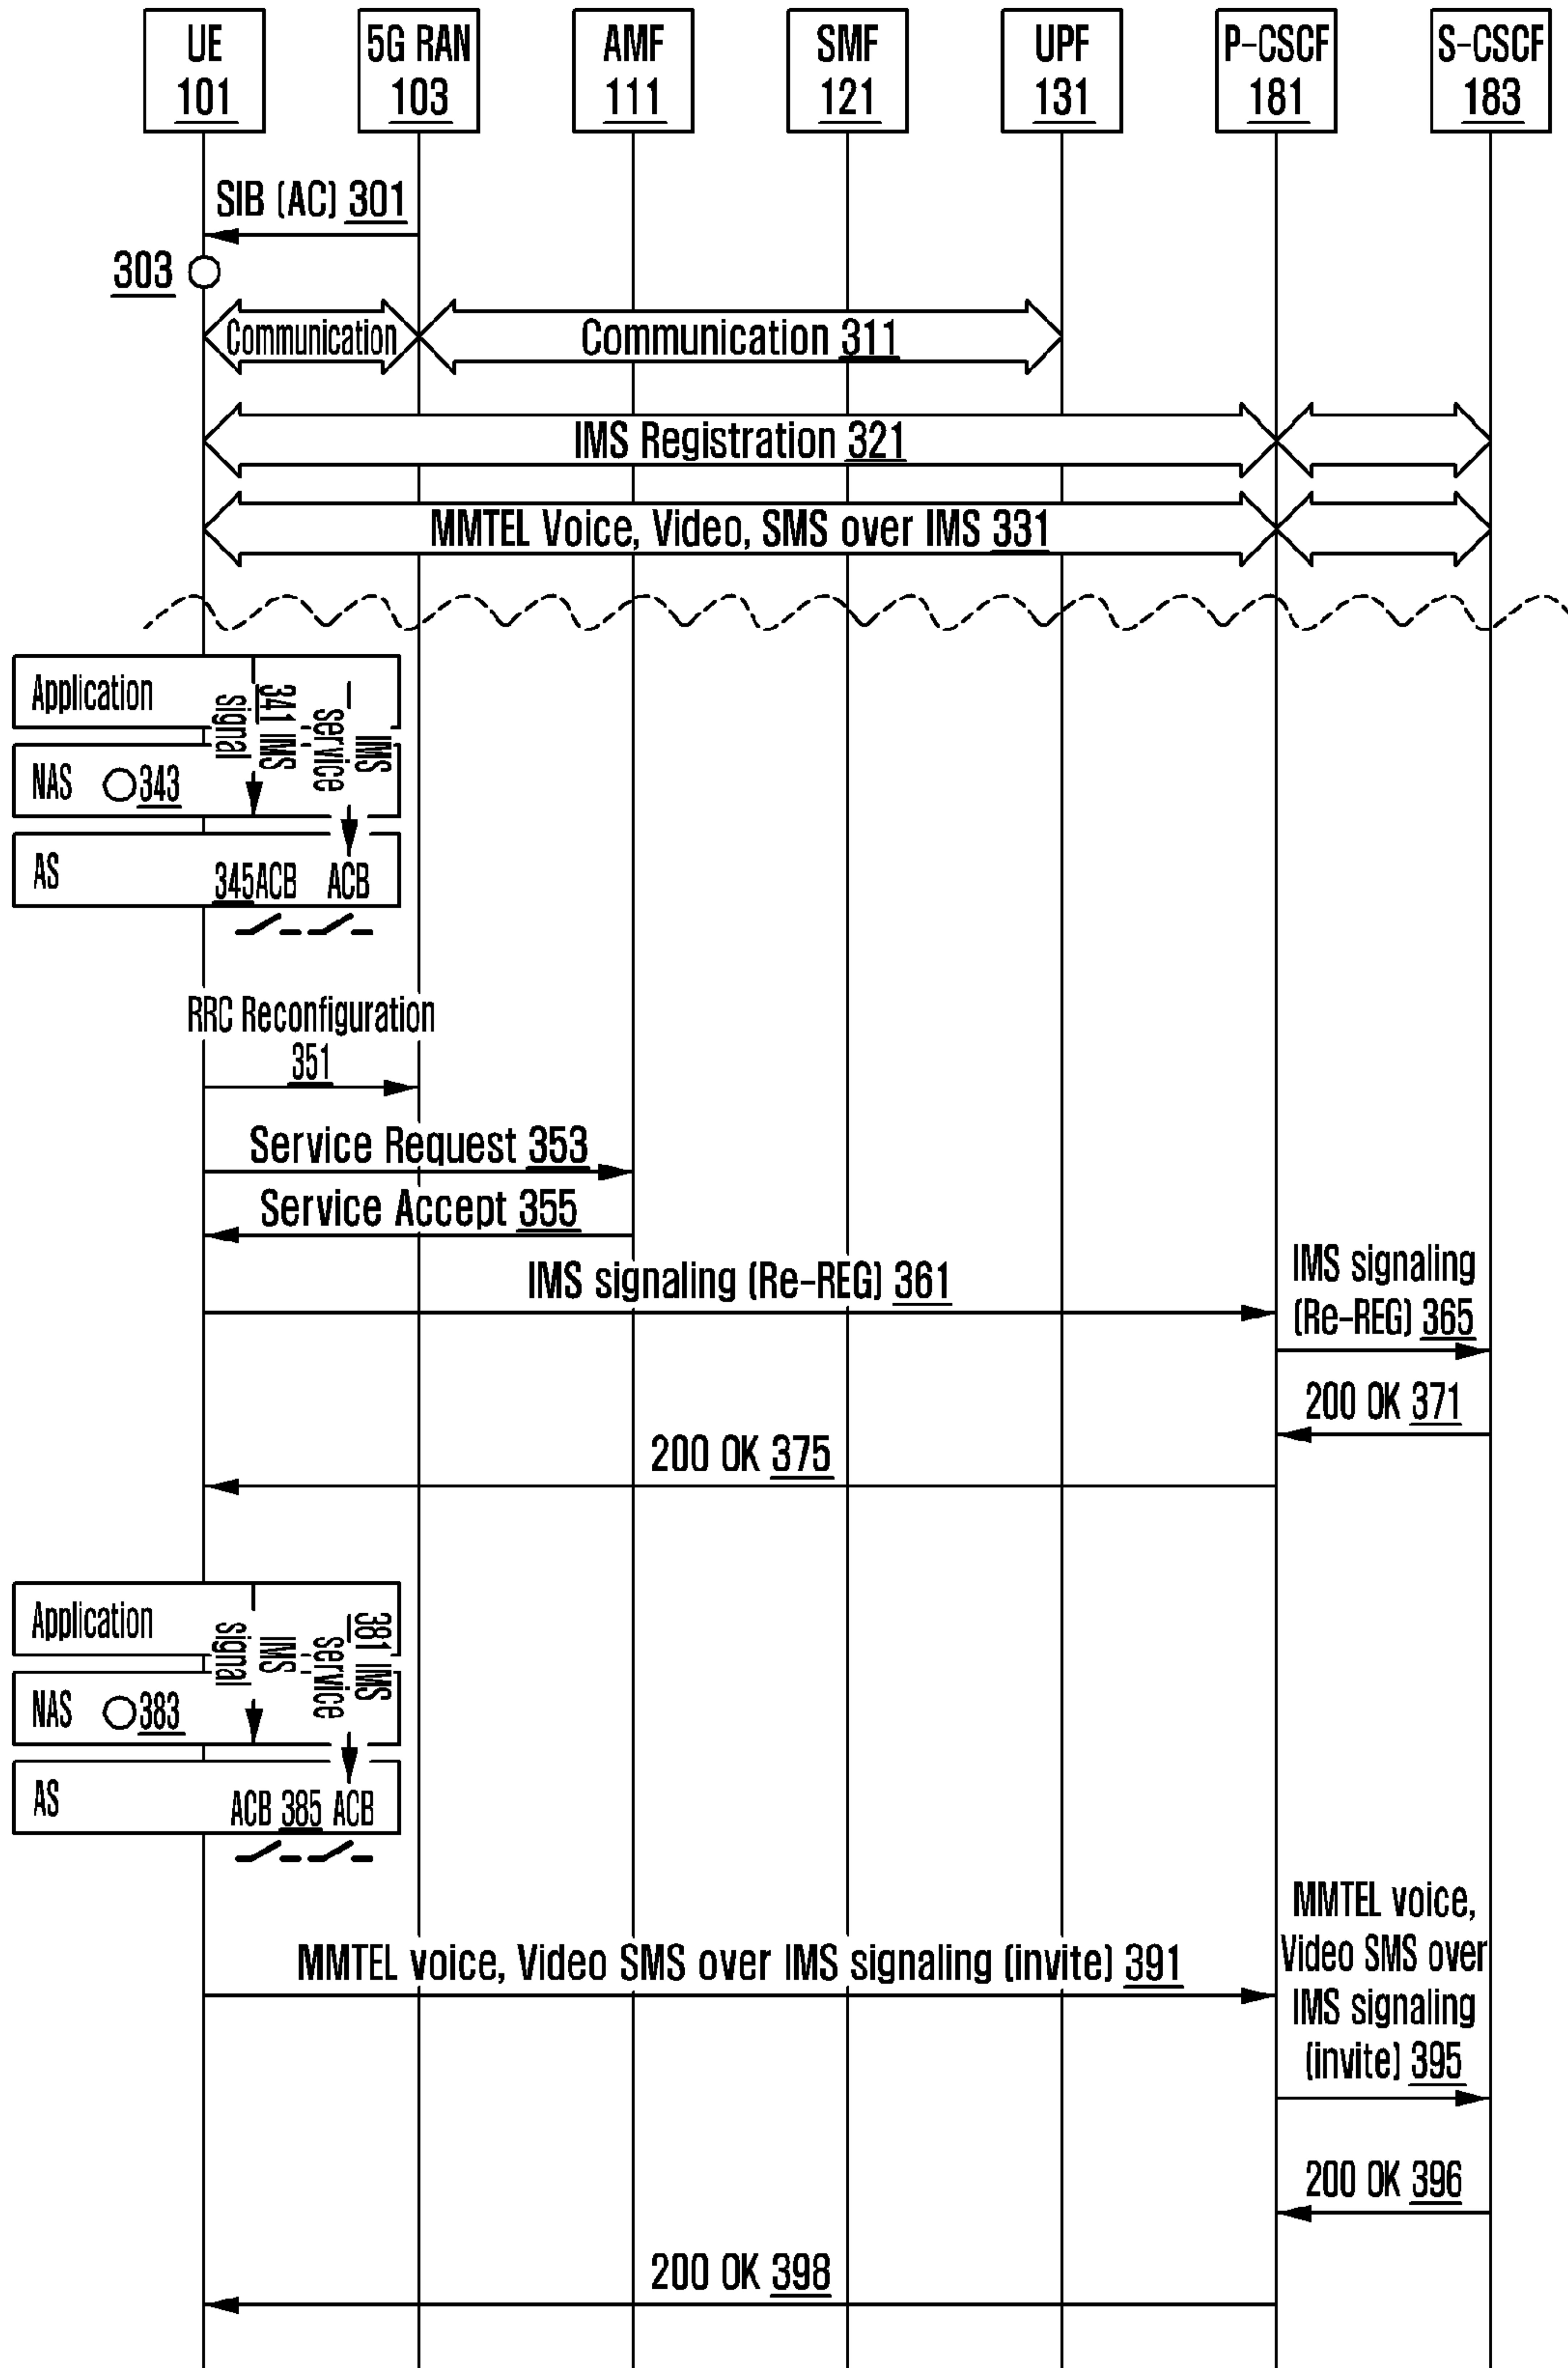 UE
101
5G RAN
103
AMF
111
SMF
121
UPF
131
P-CSCF
181
S-CSCF
183
SIB (AC) 301
303
Communication
Communication 311
IMS Registration 321
MMTEL Voice, Video, SMS over IMS 331
Application
341 IMS
signal
IMS
service
NAS
343
AS
345 ACB
ACB
RRC Reconfiguration
351
Service Request 353
Service Accept 355
IMS signaling (Re-REG) 361
IMS signaling
(Re-REG) 365
200 OK 371
200 OK 375
Application
IMS
signal
381 IMS
service
NAS
383
AS
ACB 385 ACB
MMTEL voice, Video SMS over IMS signaling (invite) 391
MMTEL voice,
Video SMS over
IMS signaling
(invite) 395
200 OK 396
200 OK 398